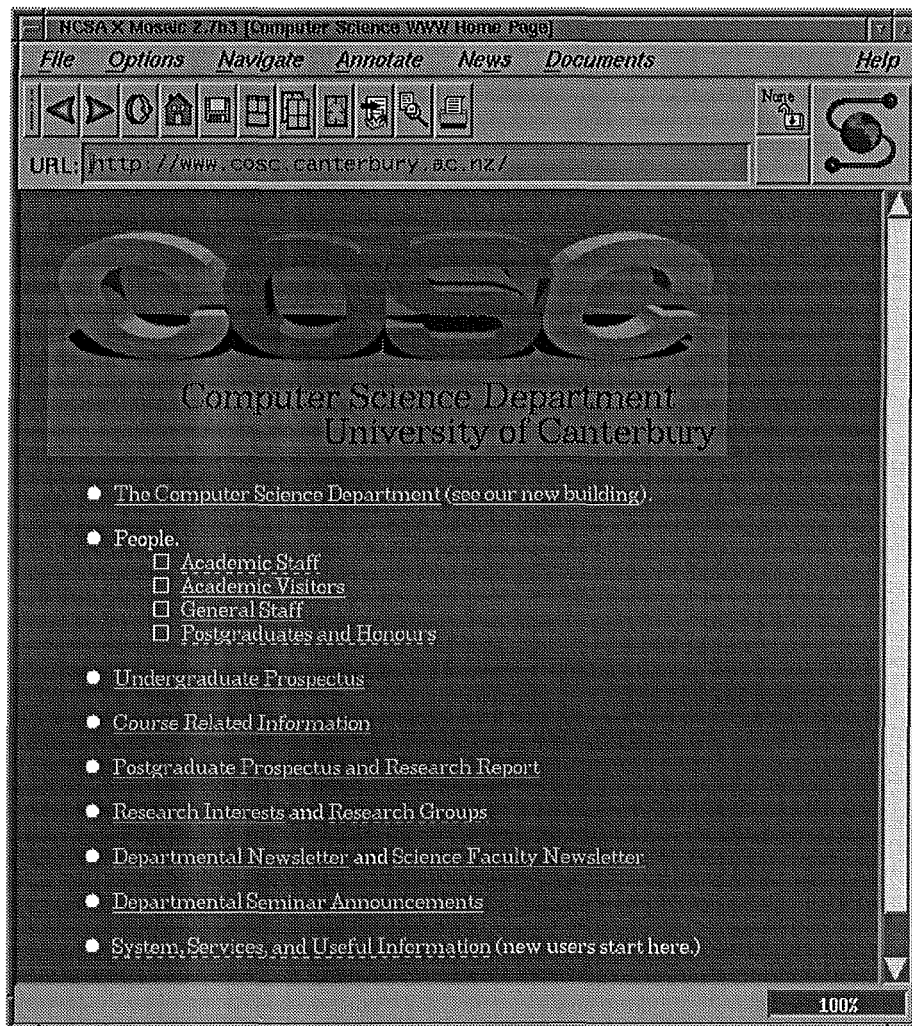 NCSA X Mosaic 2.7b3 [Computer Science WWW Home Page]
File Options Navigate Annotate News Documents Help
None
URL: http://www.cosc.canterbury.ac.nz/
cosc
Computer Science Department
University of Canterbury
The Computer Science Department (see our new building).
People.
Academic Staff
Academic Visitors
General Staff
Postgraduates and Honours
Undergraduate Prospectus
Course Related Information
Postgraduate Prospectus and Research Report
Research Interests and Research Groups
Departmental Newsletter and Science Faculty Newsletter
Departmental Seminar Announcements
System, Services, and Useful Information (new users start here.)
100%